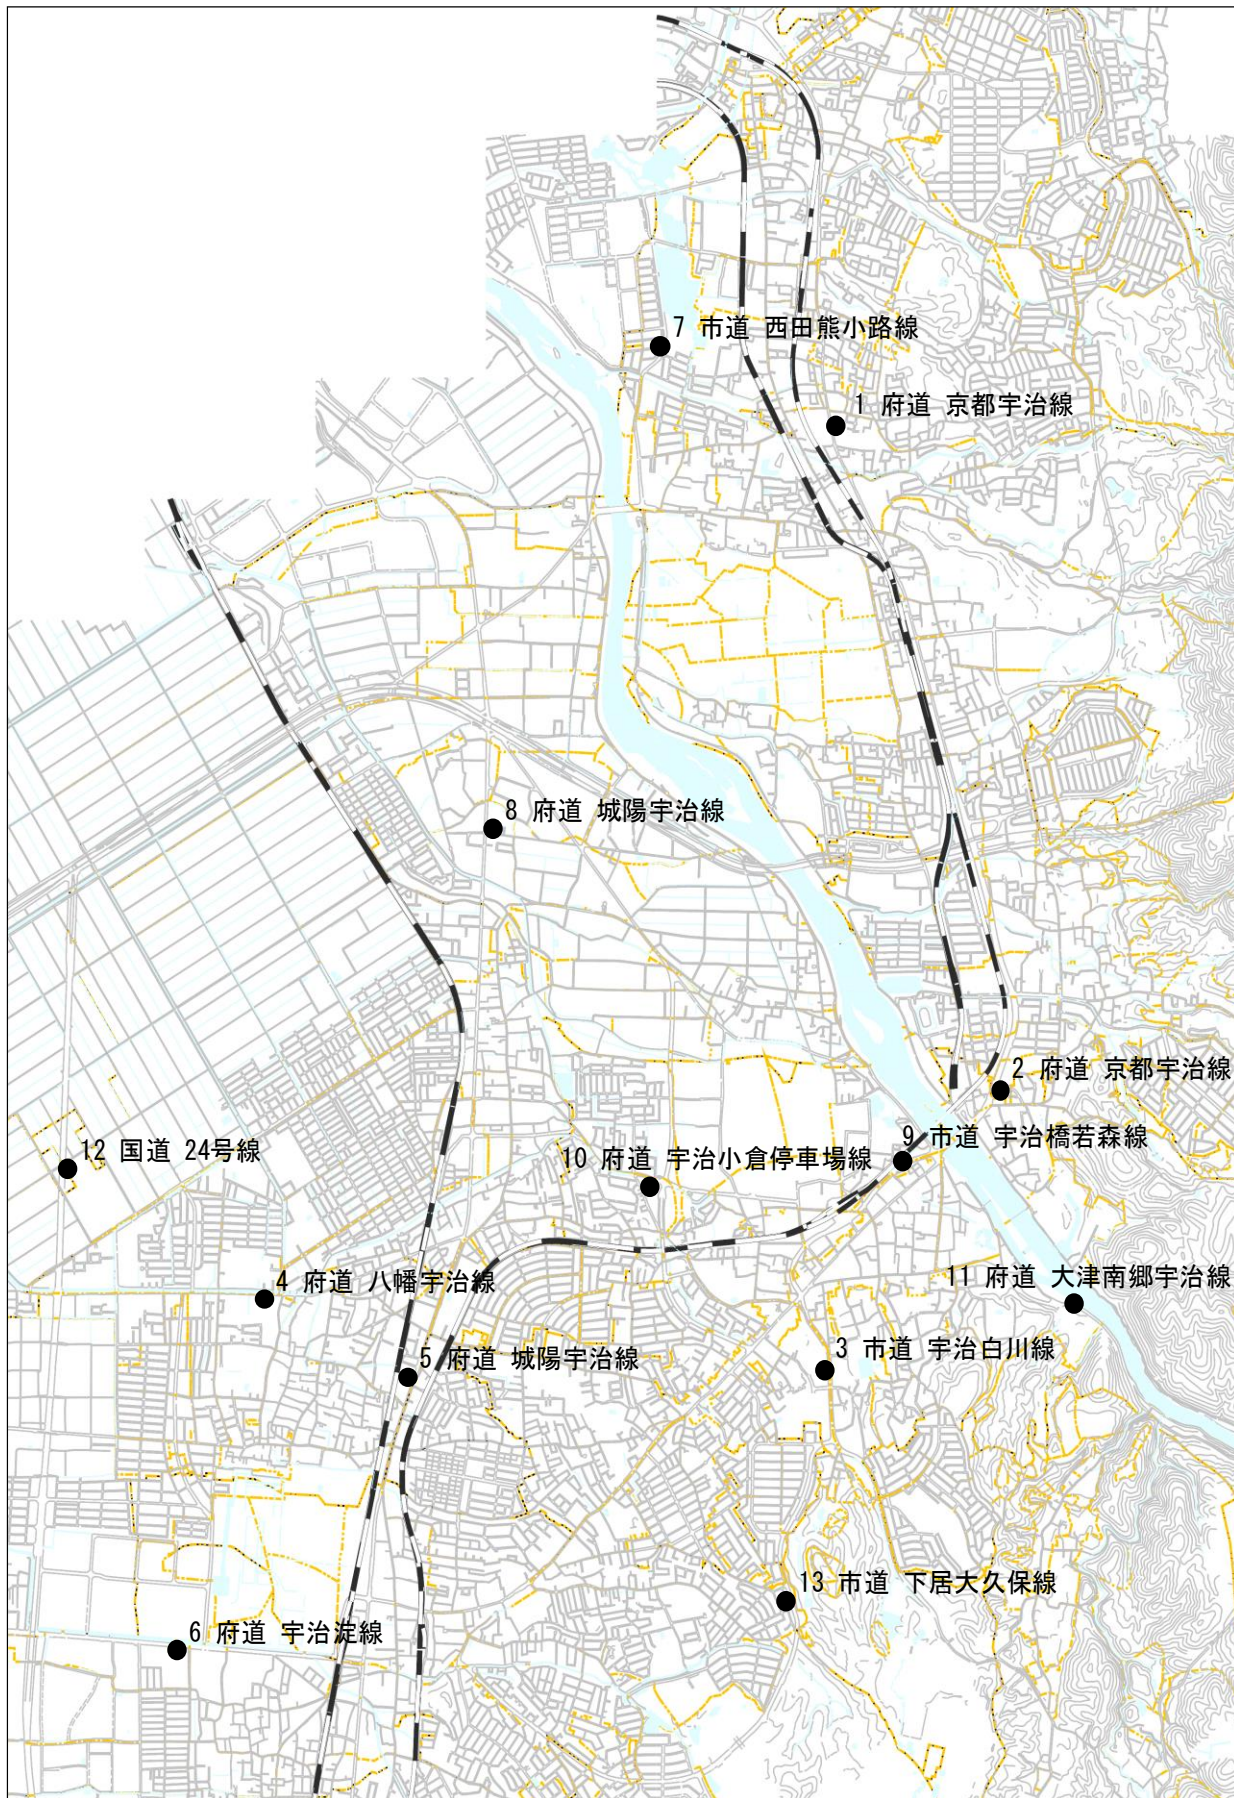 7 市道 西田熊小路線
1 府道 京都宇治線
8 府道 城陽宇治線
2 府道 京都宇治線
9 市道 宇治橋若森線
12 国道 24号線
10 府道 宇治小倉停車場線
11 府道 大津南郷宇治線
4 府道 八幡宇治線
3 市道 宇治白川線
5 府道 城陽宇治線
13 市道 下居大久保線
6 府道 宇治淀線